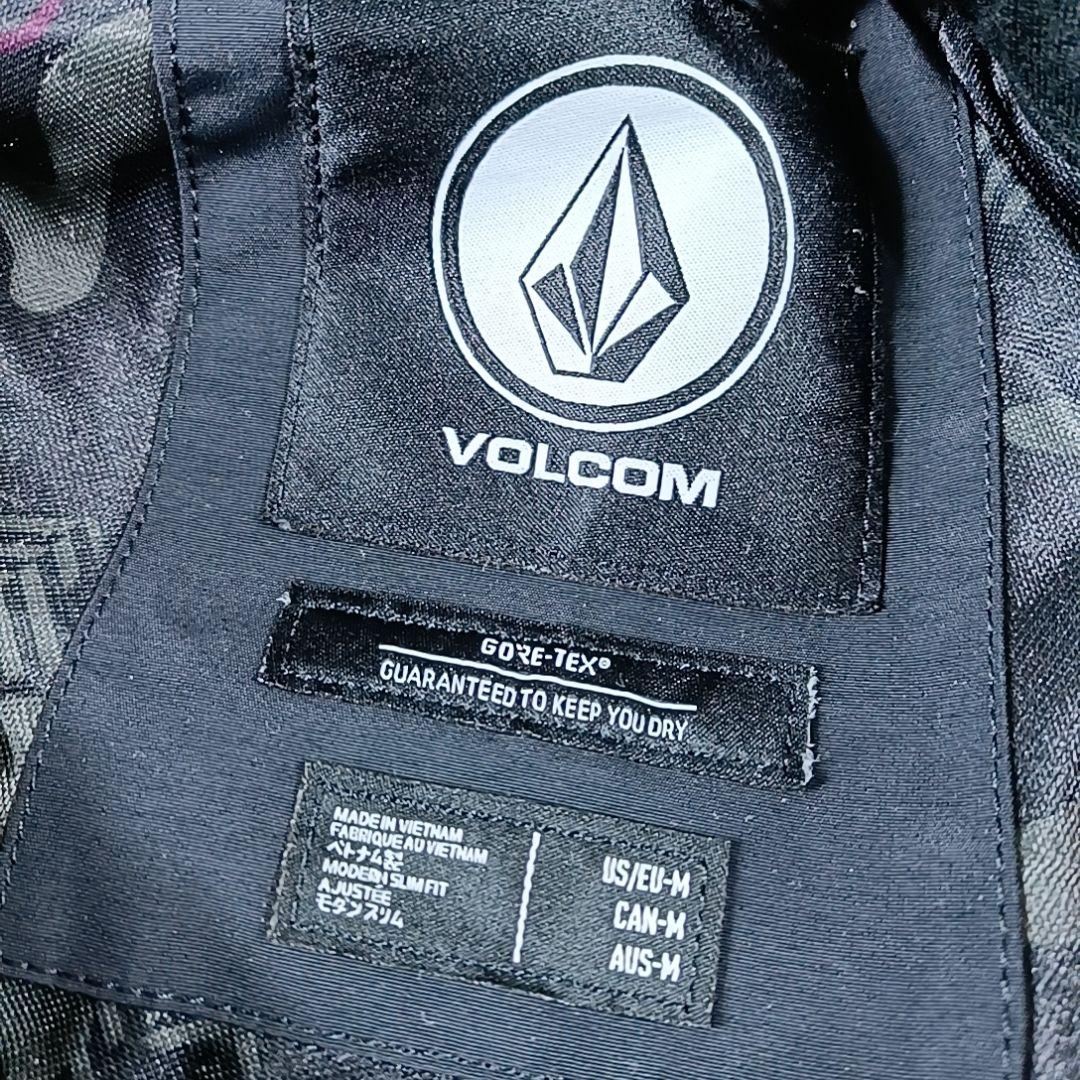 VOLCOM
GORE-TEX®
GUARANTEED TO KEEP YOU DRY
MADE IN VIETNAM
FABRIQUE AU VIETNAM
ベトナム製
MODERN SLIM FIT
AJUSTÉE
モダンスリム
US/EU-M
CAN-M
AUS-M